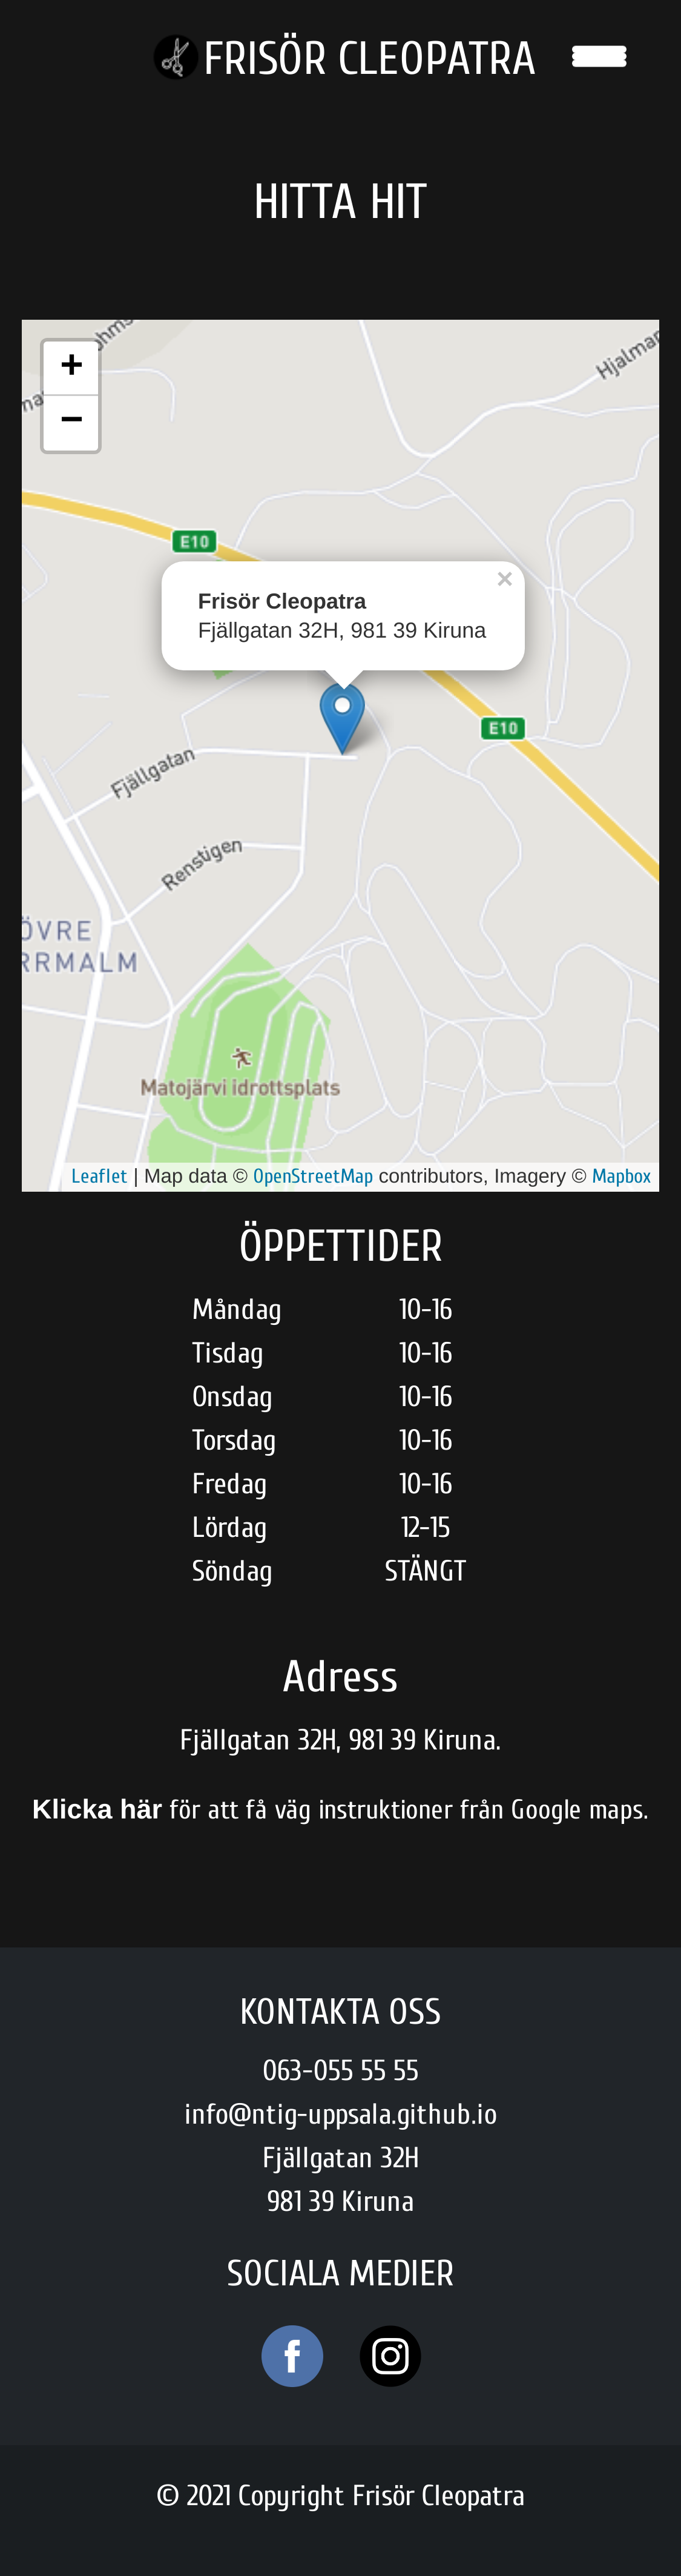 FRISÖR CLEOPATRA
HITTA HIT
+
−
E10
×
Frisör Cleopatra
Fjällgatan 32H, 981 39 Kiruna
E10
Fjällgatan
Renstigen
Matojärvi idrottsplats
Leaflet | Map data © OpenStreetMap contributors, Imagery © Mapbox
ÖPPETTIDER
Måndag 10-16
Tisdag 10-16
Onsdag 10-16
Torsdag 10-16
Fredag 10-16
Lördag 12-15
Söndag STÄNGT
Adress
Fjällgatan 32H, 981 39 Kiruna.
Klicka här för att få väg instruktioner från Google maps.
KONTAKTA OSS
063-055 55 55
info@ntig-uppsala.github.io
Fjällgatan 32H
981 39 Kiruna
SOCIALA MEDIER
© 2021 Copyright Frisör Cleopatra